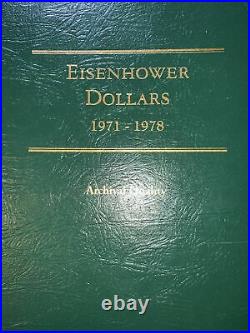 EISENHOWER
DOLLARS
1971 - 1978
Archival Quality